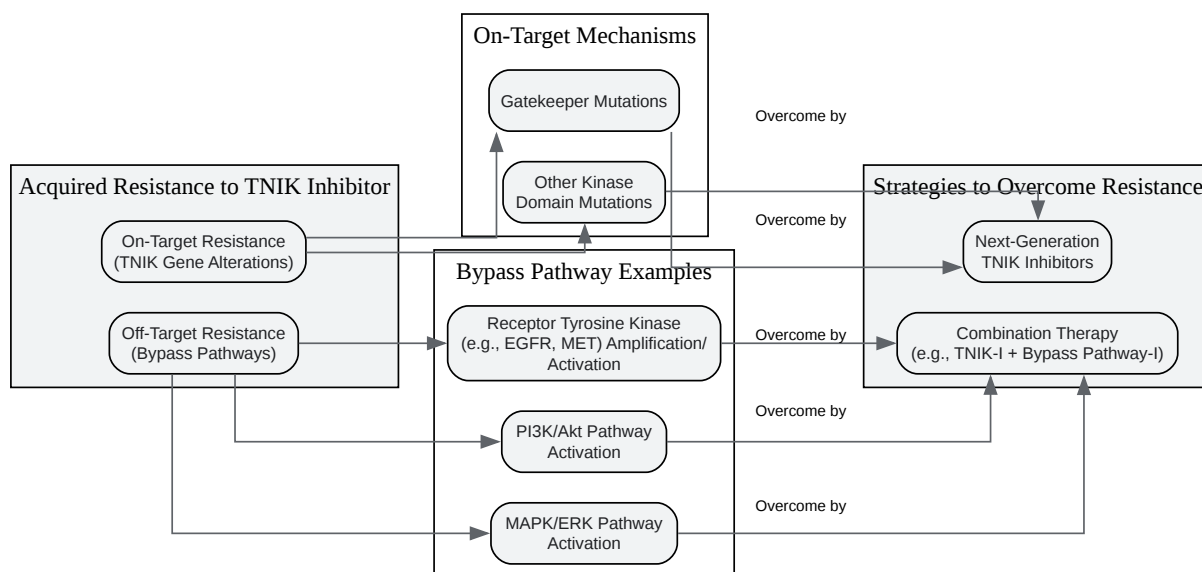 On-Target Mechanisms
Gatekeeper Mutations
Overcome by
Acquired Resistance to TNIK Inhibitor
Other Kinase
Domain Mutations
Strategies to Overcome Resistance
Overcome by
On-Target Resistance
(TNIK Gene Alterations)
Next-Generation
TNIK Inhibitors
Bypass Pathway Examples
Off-Target Resistance
(Bypass Pathways)
Receptor Tyrosine Kinase
(e.g., EGFR, MET) Amplification/
Activation
Overcome by
Combination Therapy
(e.g., TNIK-I + Bypass Pathway-I)
Overcome by
PI3K/Akt Pathway
Activation
Overcome by
MAPK/ERK Pathway
Activation